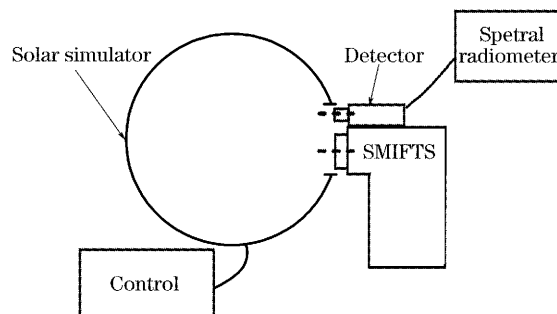 Solar simulator
Detector
Spetral
radiometer
SMIFTS
Control